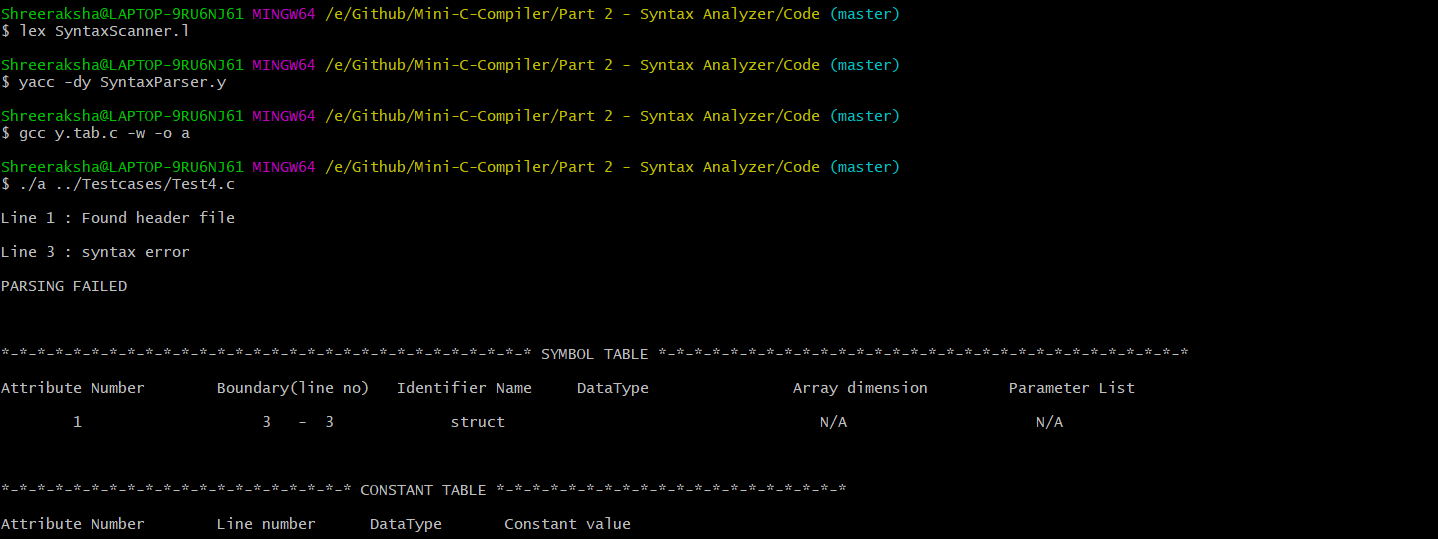 Shreeraksha@LAPTOP-9RU6NJ61 MINGW64 /e/Github/Mini-C-Compiler/Part 2 - Syntax Analyzer/Code (master)
$ lex SyntaxScanner.l
Shreeraksha@LAPTOP-9RU6NJ61 MINGW64 /e/Github/Mini-C-Compiler/Part 2 - Syntax Analyzer/Code (master)
$ yacc -dy SyntaxParser.y
Shreeraksha@LAPTOP-9RU6NJ61 MINGW64 /e/Github/Mini-C-Compiler/Part 2 - Syntax Analyzer/Code (master)
$ gcc y.tab.c -w -o a
Shreeraksha@LAPTOP-9RU6NJ61 MINGW64 /e/Github/Mini-C-Compiler/Part 2 - Syntax Analyzer/Code (master)
$ ./a ../Testcases/Test4.c
Line 1 : Found header file
Line 3 : syntax error
PARSING FAILED
*-*-*-*-*-*-*-*-*-*-*-*-*-*-*-*-*-*-*-*-*-*-*-*-*-*-*-*-*-* SYMBOL TABLE *-*-*-*-*-*-*-*-*-*-*-*-*-*-*-*-*-*-*-*-*-*-*-*-*-*-*-*-*-*
Attribute Number Boundary(line no) Identifier Name DataType Array dimension Parameter List
1 3 - 3 struct N/A N/A
*-*-*-*-*-*-*-*-*-*-*-*-*-*-*-*-*-*-*-* CONSTANT TABLE *-*-*-*-*-*-*-*-*-*-*-*-*-*-*-*-*-*-*-*
Attribute Number Line number DataType Constant value